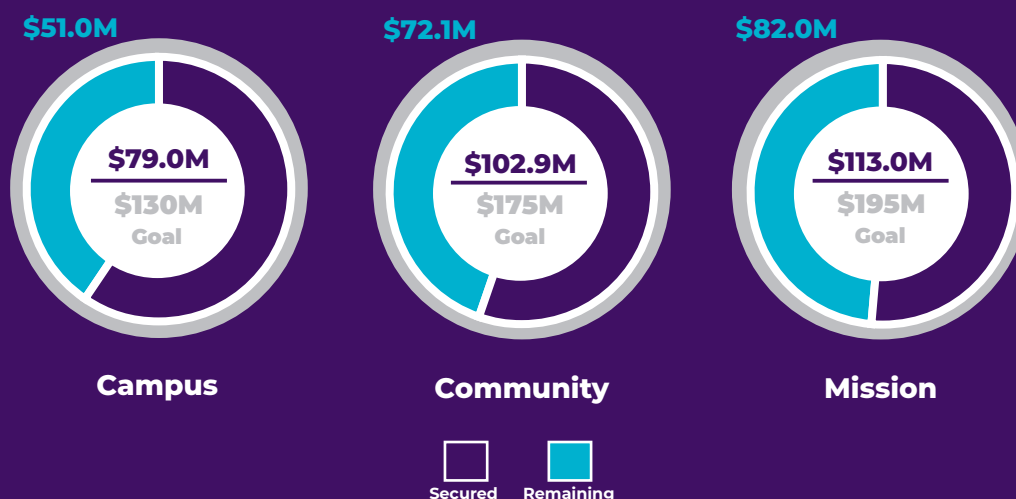 $51.0M
$79.0M
$130M
Goal
Campus
$72.1M
$102.9M
$175M
Goal
Community
$82.0M
$113.0M
$195M
Goal
Mission
Secured
Remaining